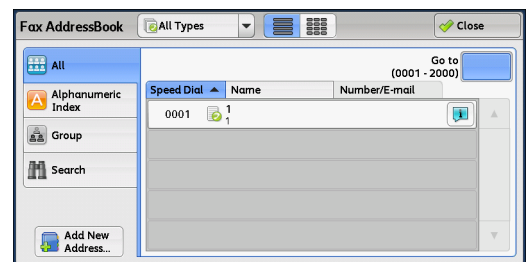 Fax AddressBook
All Types
Close
All
Alphanumeric
Index
Group
Search
Add New
Address...
Go to
(0001 - 2000)
Speed Dial
Name
Number/E-mail
0001
1
1